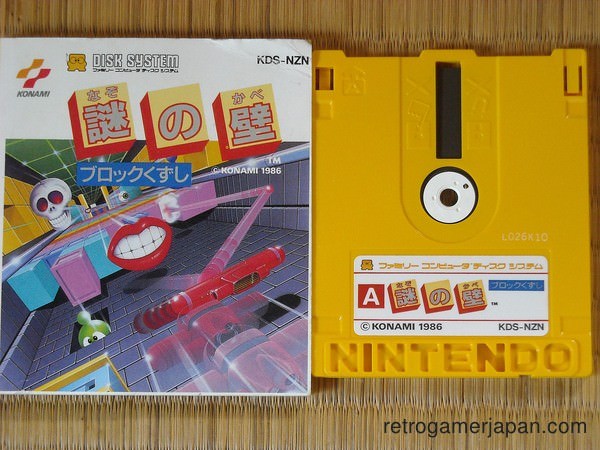 DISK SYSTEM
ファミリー コンピュータ ディスク システム
KDS-NZN
KONAMI
なぞ かべ
謎の壁
TM
ブロックくずし
© KONAMI 1986
L026K10
ファミリー コンピュータ ディスク システム
A
なぞ かべ
謎の壁
ブロックくずし
TM
© KONAMI 1986
KDS-NZN
NINTENDO
retrogamerjapan.com